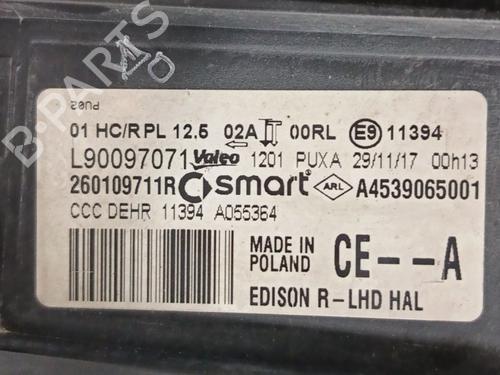 B-PARTS
PU02
01 HC/R PL 12.5 02A 00RL E9 11394
L90097071 Valeo 1201 PUXA 29/11/17 00h13
260109711R smart ARL A4539065001
CCC DEHR 11394 A055364
MADE IN
POLAND
CE--A
EDISON R-LHD HAL